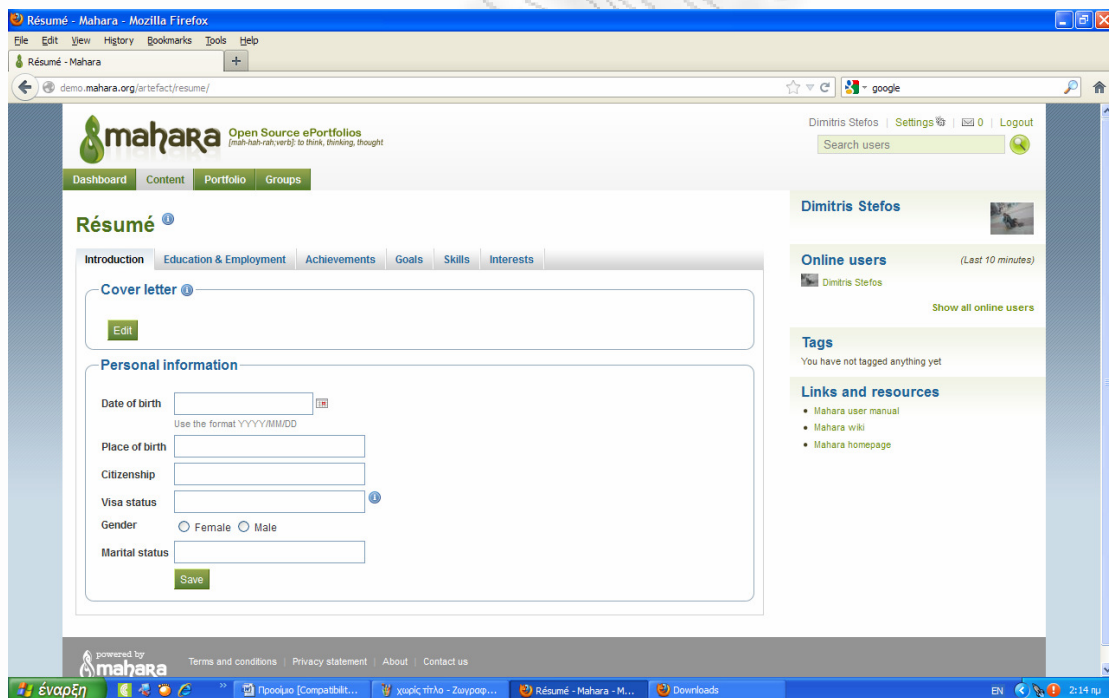 Résumé - Mahara - Mozilla Firefox
File Edit View History Bookmarks Tools Help
Résumé - Mahara +
demo.mahara.org/artefact/resume/ google
mahara Open Source ePortfolios
[mah-hah-rah;verb]: to think, thinking, thought
Dimitris Stefos | Settings | 0 | Logout
Search users
Dashboard Content Portfolio Groups
Résumé
Introduction Education & Employment Achievements Goals Skills Interests
Cover letter
Edit
Personal information
Date of birth
Use the format YYYY/MM/DD
Place of birth
Citizenship
Visa status
Gender Female Male
Marital status
Save
Dimitris Stefos
Online users (Last 10 minutes)
Dimitris Stefos
Show all online users
Tags
You have not tagged anything yet
Links and resources
Mahara user manual
Mahara wiki
Mahara homepage
powered by
mahara
Terms and conditions | Privacy statement | About | Contact us
έναρξη » Προοίμιο [Compatibilit... χωρίς τίτλο - Ζωγραφ... Résumé - Mahara - M... Downloads EN 2:14 πμ